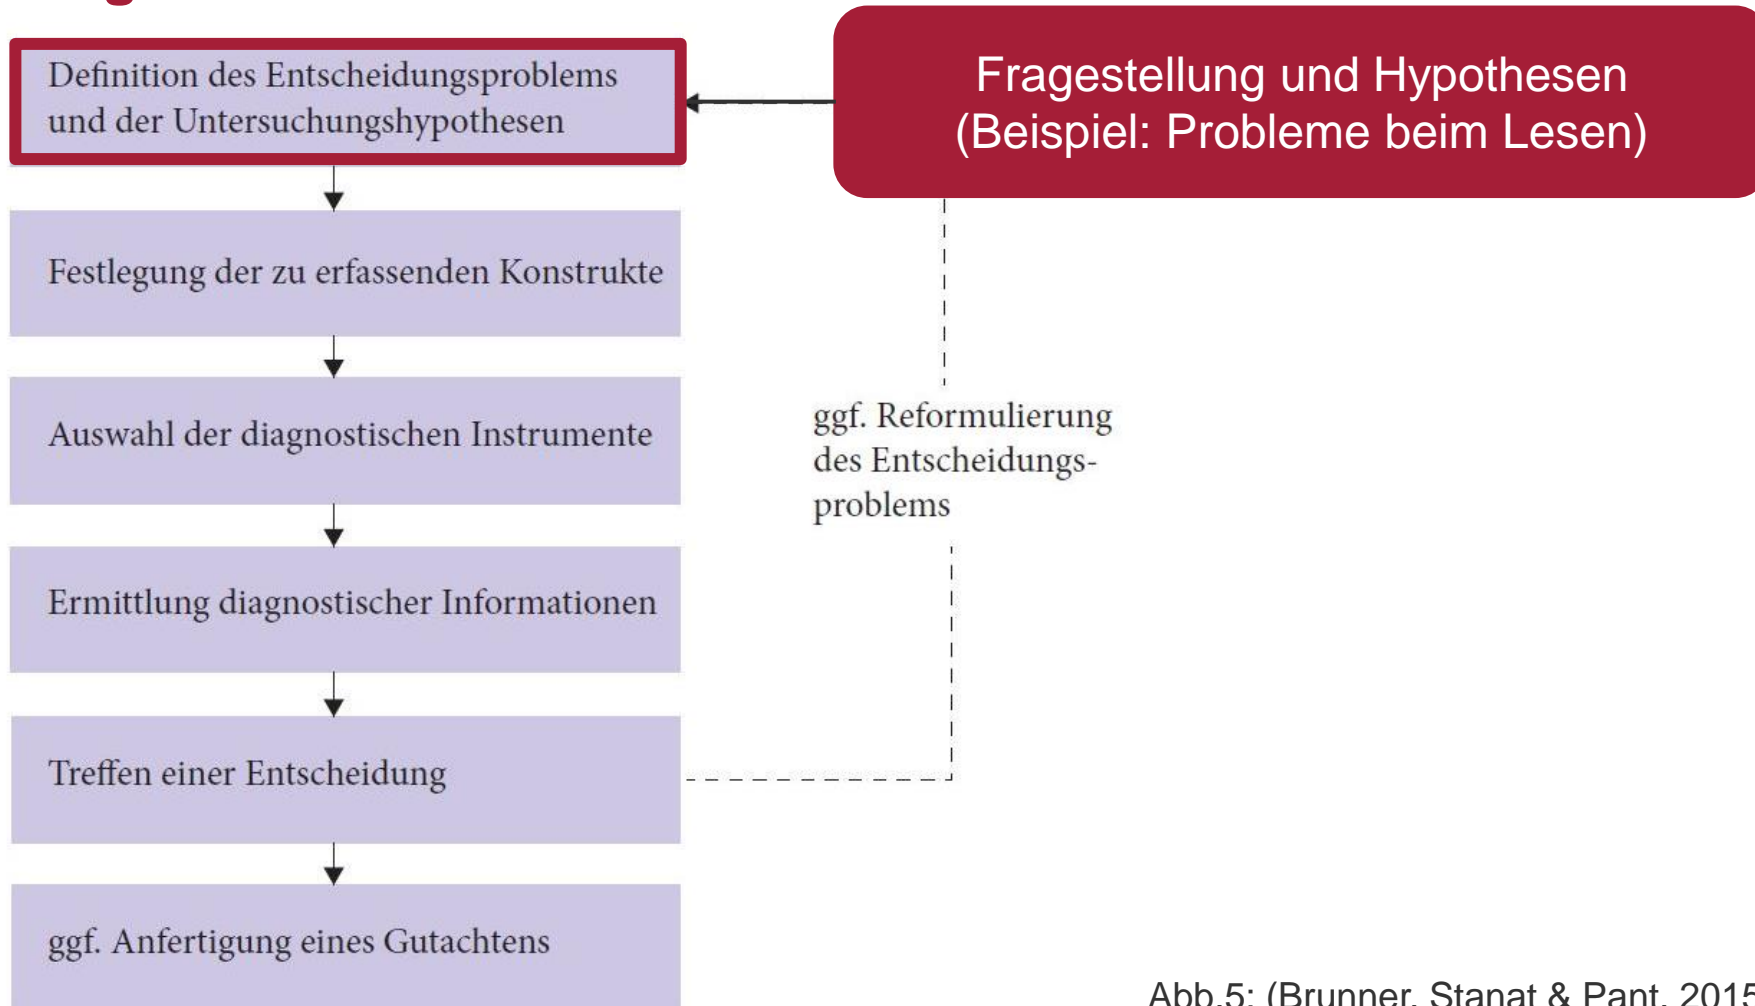 Fragestellung und Hypothesen
(Beispiel: Probleme beim Lesen)
Definition des Entscheidungsproblems
und der Untersuchungshypothesen
Festlegung der zu erfassenden Konstrukte
Auswahl der diagnostischen Instrumente
ggf. Reformulierung
des Entscheidungs-
problems
Ermittlung diagnostischer Informationen
Treffen einer Entscheidung
ggf. Anfertigung eines Gutachtens
Abb.5: (Brunner, Stanat & Pant, 2015